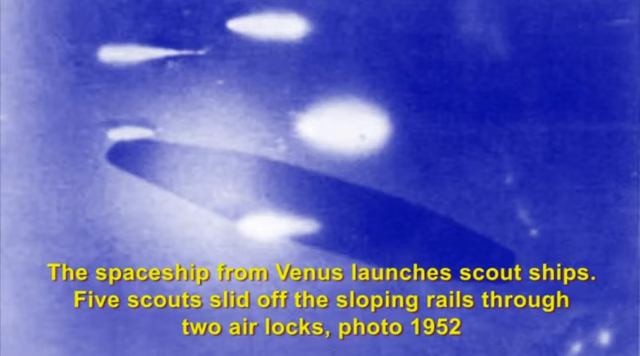 The spaceship from Venus launches scout ships.
Five scouts slid off the sloping rails through
two air locks, photo 1952